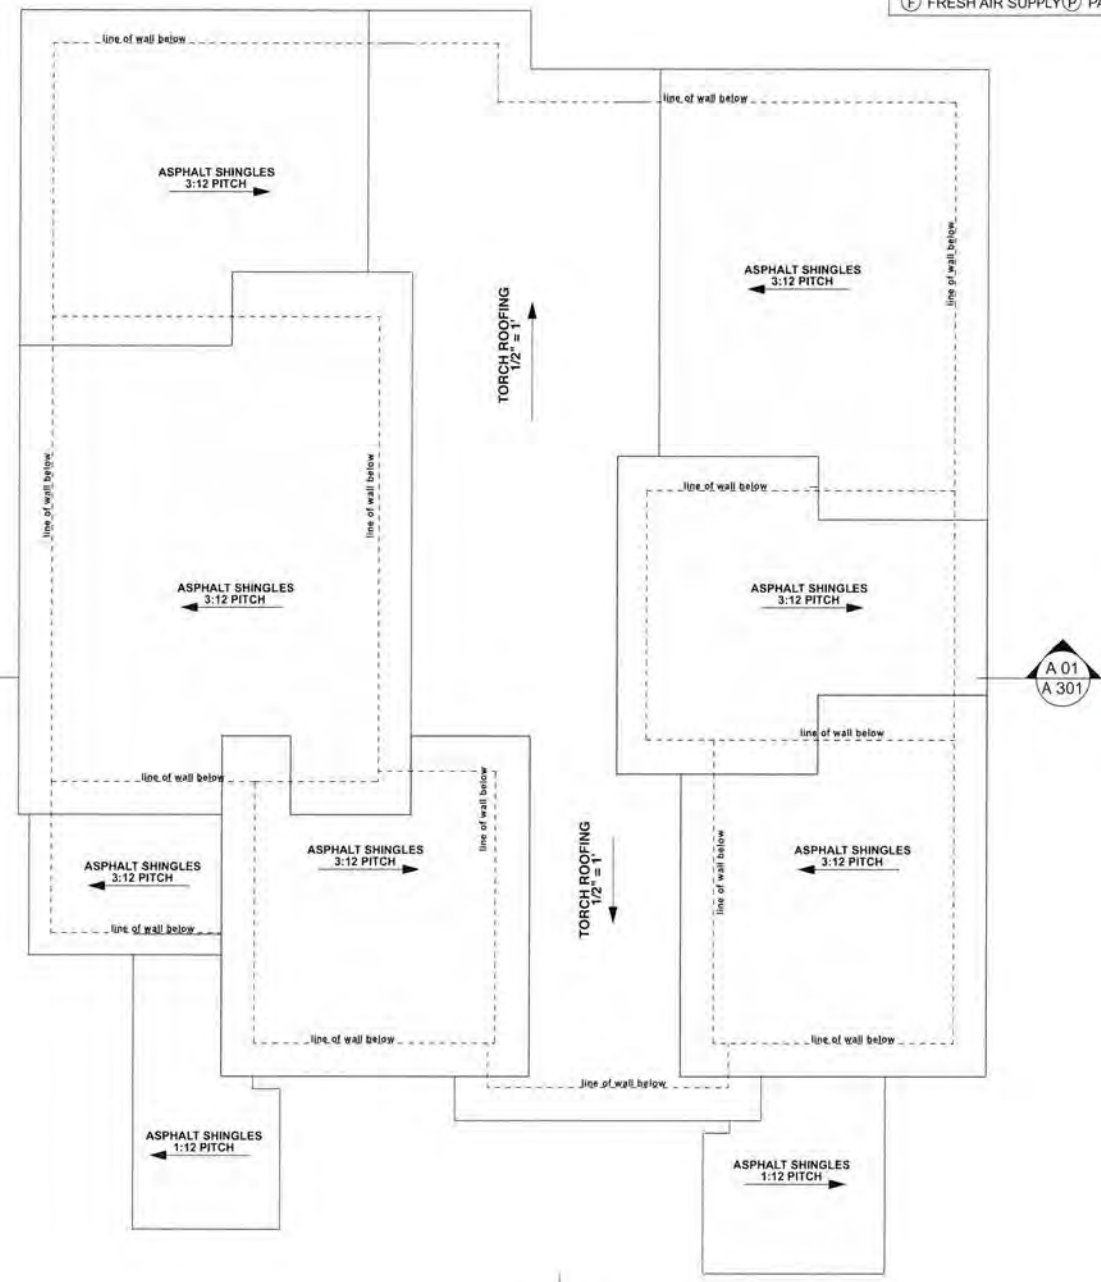 Ⓕ FRESH AIR SUPPLY Ⓟ PA
line of wall below
line of wall below
ASPHALT SHINGLES
3:12 PITCH
line of wall below
ASPHALT SHINGLES
3:12 PITCH
TORCH ROOFING
1/2" = 1'
line of wall below
line of wall below
line of wall below
ASPHALT SHINGLES
3:12 PITCH
ASPHALT SHINGLES
3:12 PITCH
A 01
A 301
line of wall below
line of wall below
line of wall below
ASPHALT SHINGLES
3:12 PITCH
ASPHALT SHINGLES
3:12 PITCH
TORCH ROOFING
1/2" = 1'
line of wall below
ASPHALT SHINGLES
3:12 PITCH
line of wall below
line of wall below
line of wall below
line of wall below
ASPHALT SHINGLES
1:12 PITCH
ASPHALT SHINGLES
1:12 PITCH